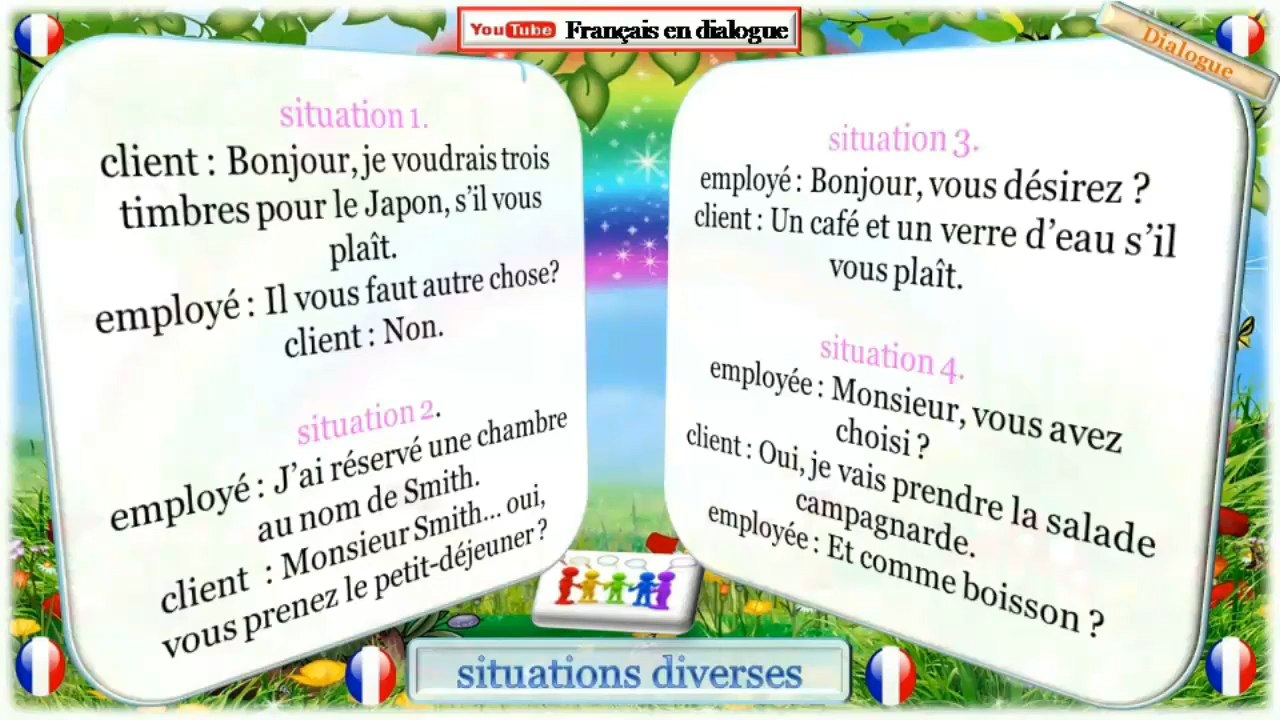 YouTube Français en dialogue
Dialogue
situation 1.
client : Bonjour, je voudrais trois
timbres pour le Japon, s’il vous
plaît.
employé : Il vous faut autre chose?
client : Non.
situation 2.
employé : J’ai réservé une chambre
au nom de Smith.
client : Monsieur Smith... oui,
vous prenez le petit-déjeuner ?
situation 3.
employé : Bonjour, vous désirez ?
client : Un café et un verre d’eau s’il
vous plaît.
situation 4.
employée : Monsieur, vous avez
choisi ?
client : Oui, je vais prendre la salade
campagnarde.
employée : Et comme boisson ?
situations diverses